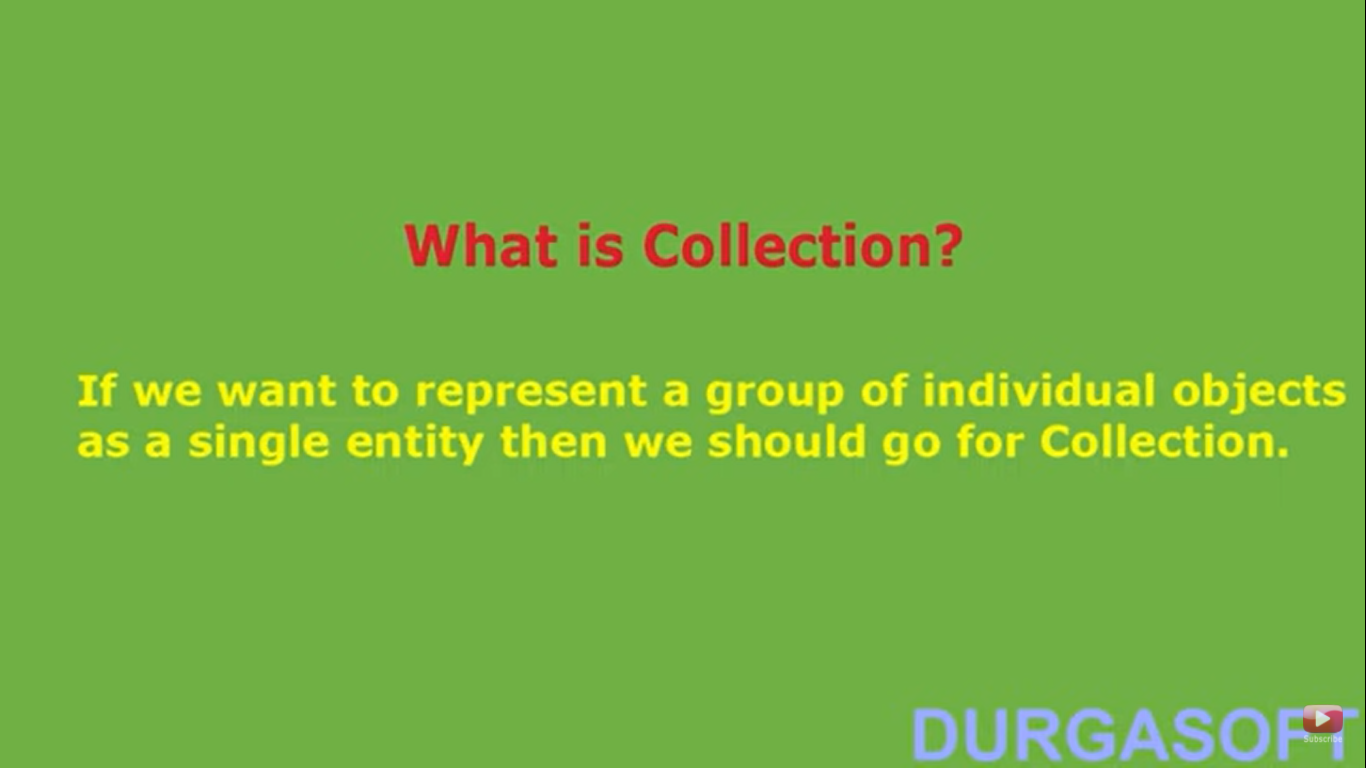 What is Collection?
If we want to represent a group of individual objects
as a single entity then we should go for Collection.
DURGASOFT
Subscribe